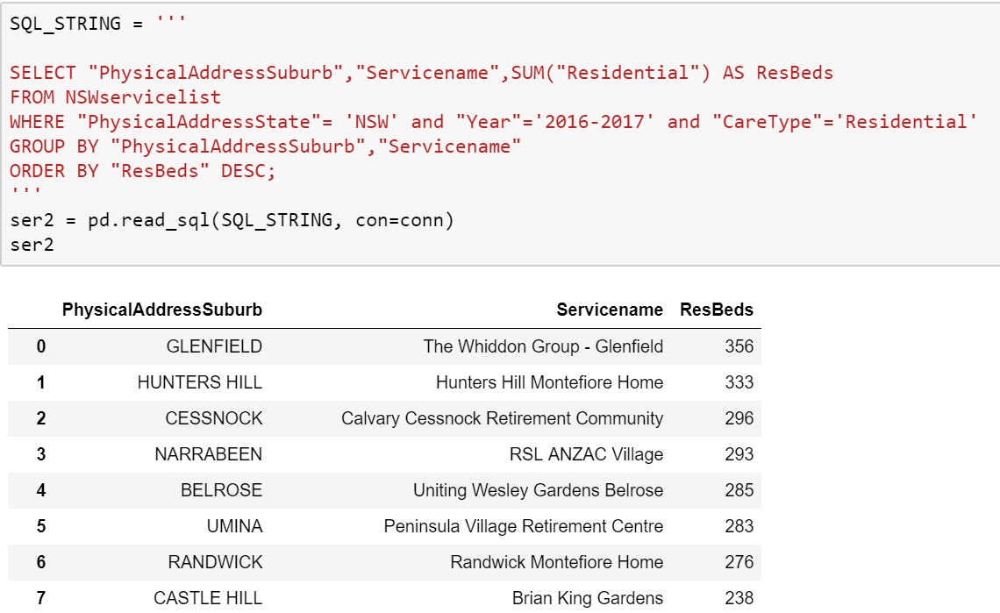 SQL_STRING = '''
SELECT "PhysicalAddressSuburb","Servicename",SUM("Residential") AS ResBeds
FROM NSWservicelist
WHERE "PhysicalAddressState"= 'NSW' and "Year"='2016-2017' and "CareType"='Residential'
GROUP BY "PhysicalAddressSuburb","Servicename"
ORDER BY "ResBeds" DESC;
'''
ser2 = pd.read_sql(SQL_STRING, con=conn)
ser2
PhysicalAddressSuburb Servicename ResBeds
0 GLENFIELD The Whiddon Group - Glenfield 356
1 HUNTERS HILL Hunters Hill Montefiore Home 333
2 CESSNOCK Calvary Cessnock Retirement Community 296
3 NARRABEEN RSL ANZAC Village 293
4 BELROSE Uniting Wesley Gardens Belrose 285
5 UMINA Peninsula Village Retirement Centre 283
6 RANDWICK Randwick Montefiore Home 276
7 CASTLE HILL Brian King Gardens 238